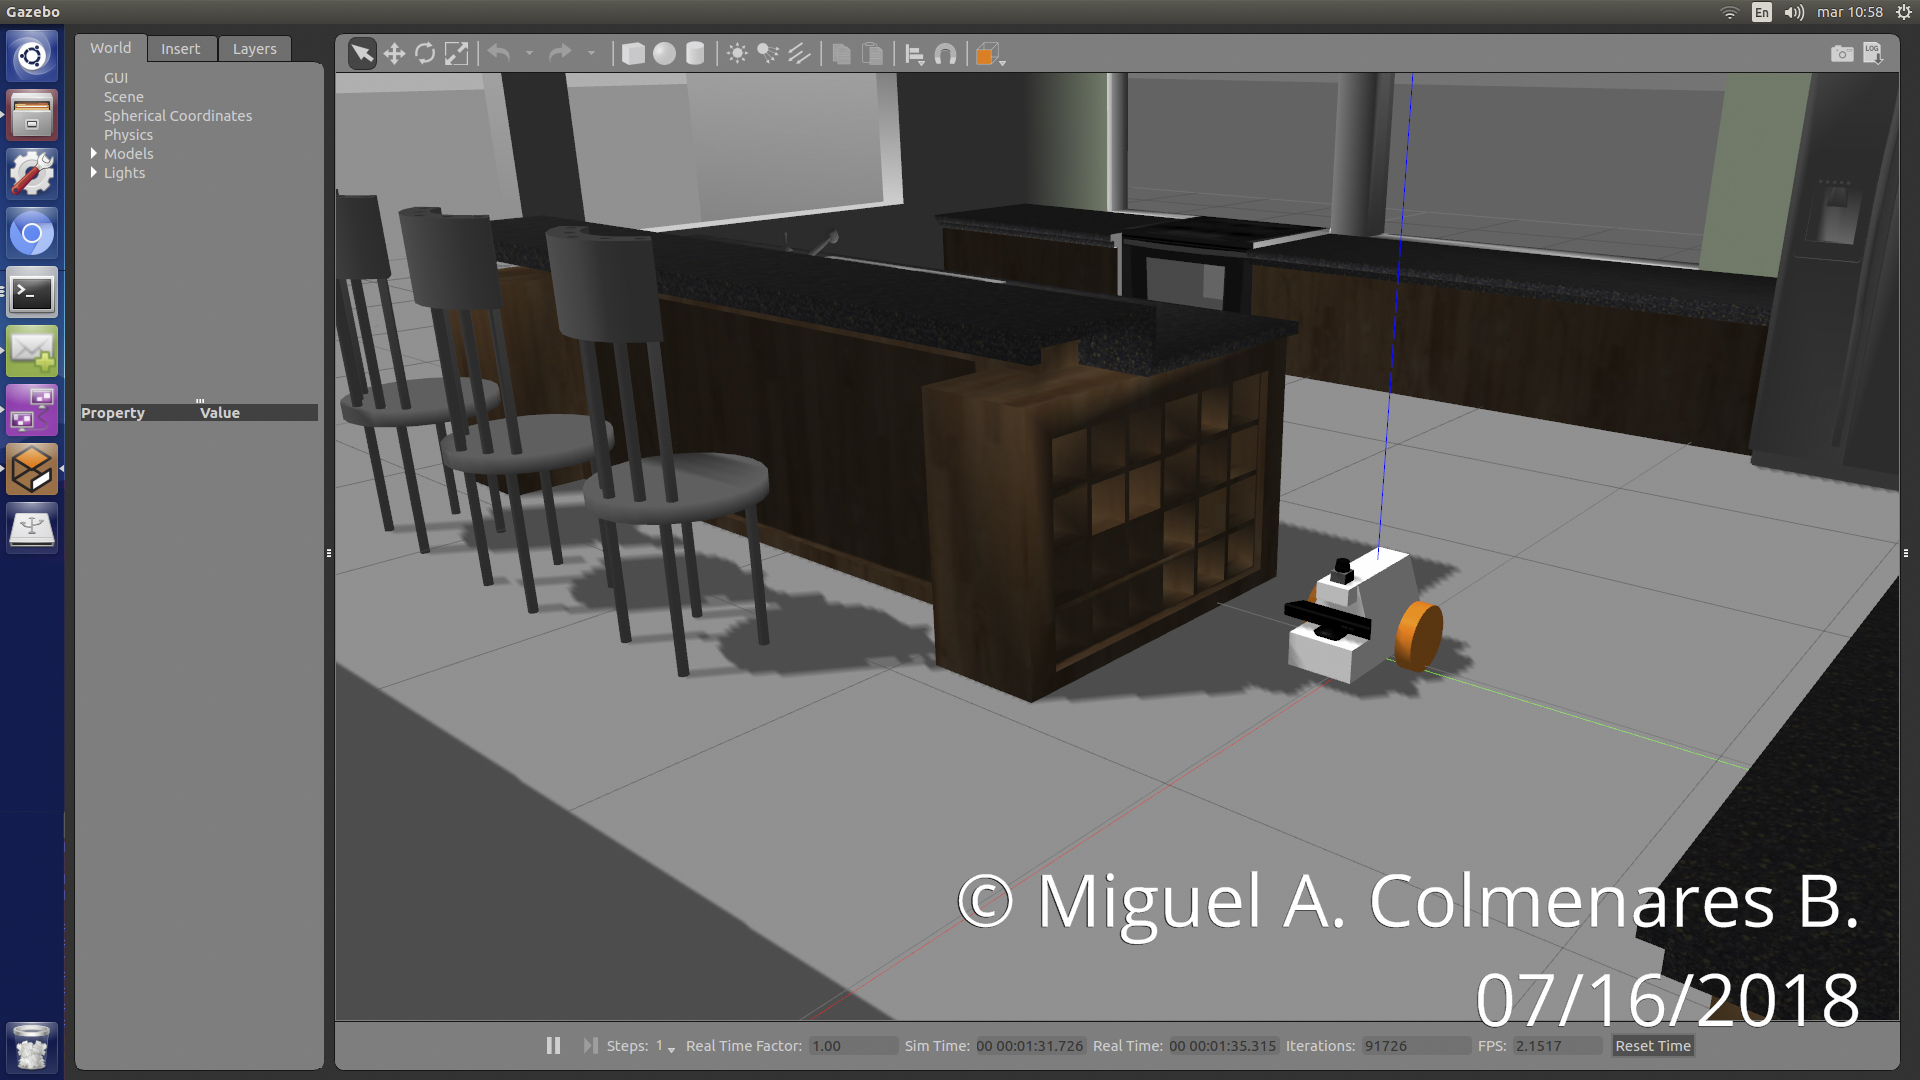 Gazebo
En
mar 10:58
World
Insert
Layers
LOG
GUI
Scene
Spherical Coordinates
Physics
Models
Lights
Property Value
© Miguel A. Colmenares B.
07/16/2018
Steps: 1 Real Time Factor: 1.00 Sim Time: 00 00:01:31.726 Real Time: 00 00:01:35.315 Iterations: 91726 FPS: 2.1517 Reset Time